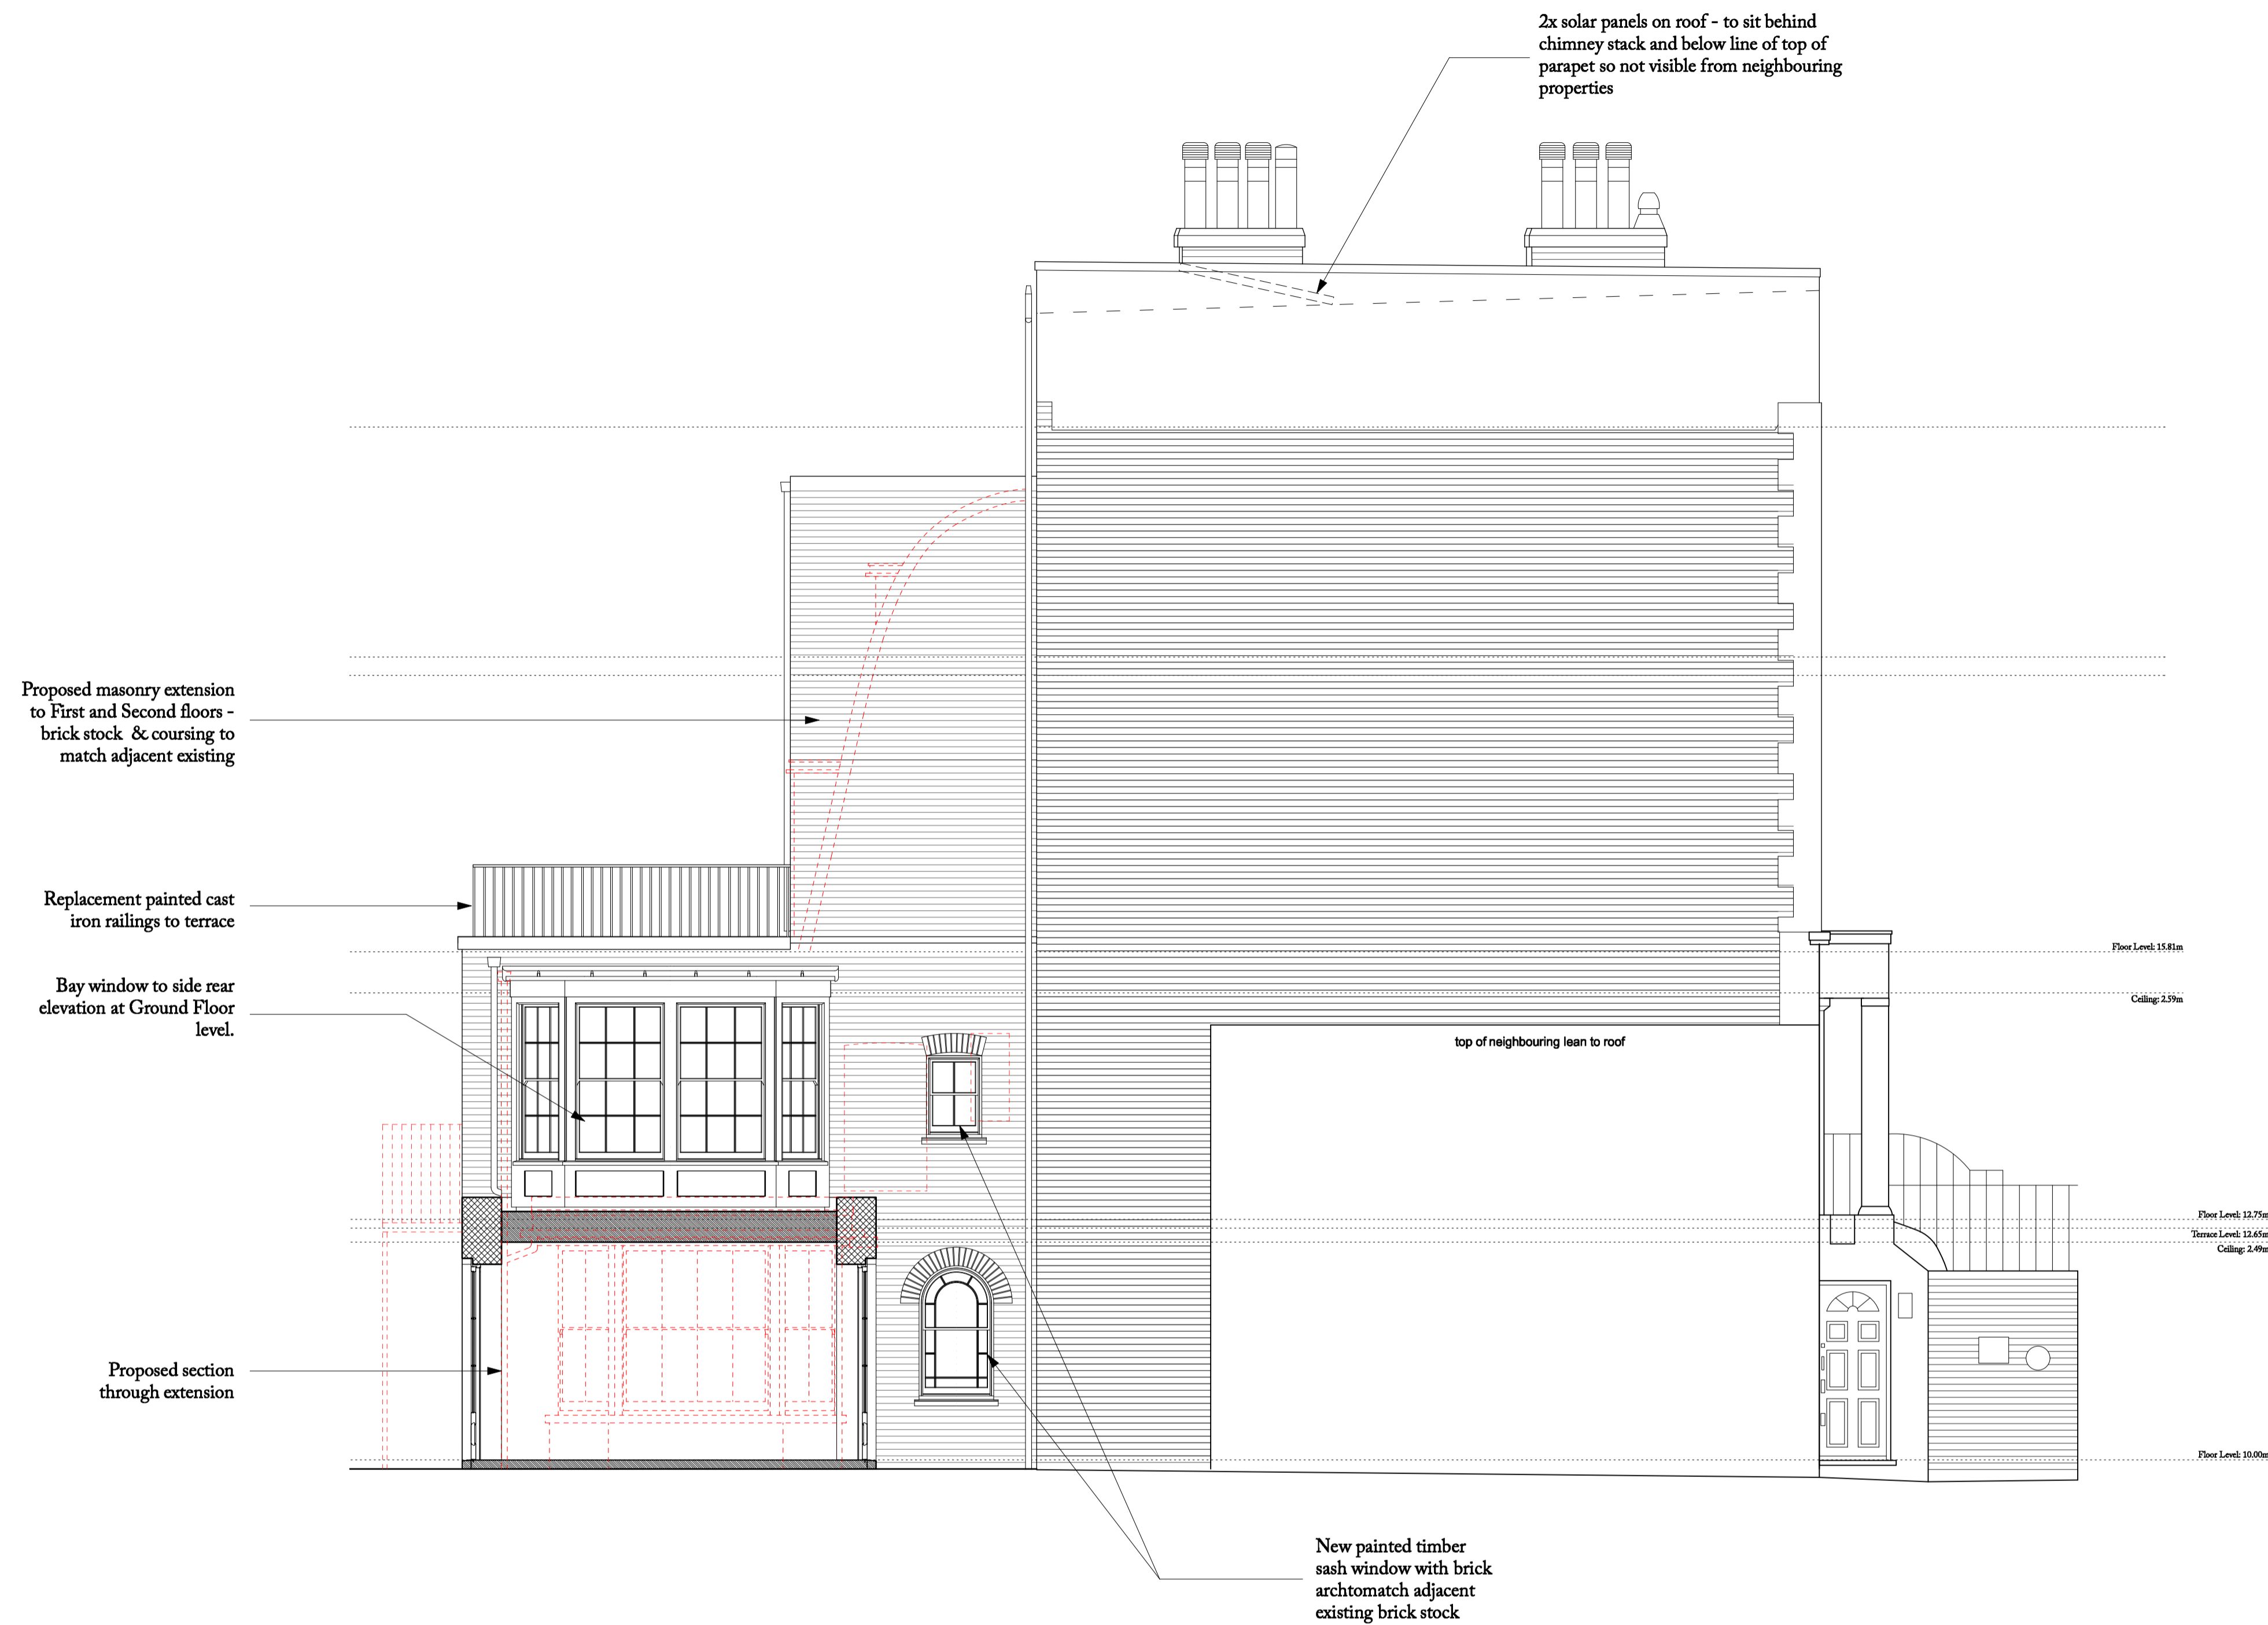 2x solar panels on roof - to sit behind
chimney stack and below line of top of
parapet so not visible from neighbouring
properties
Proposed masonry extension
to First and Second floors -
brick stock & coursing to
match adjacent existing
Replacement painted cast
iron railings to terrace
Bay window to side rear
elevation at Ground Floor
level.
Proposed section
through extension
Floor Level: 15.81m
Ceiling: 2.59m
top of neighbouring lean to roof
Floor Level: 12.75m
Terrace Level: 12.65m
Ceiling: 2.49m
Floor Level: 10.00m
New painted timber
sash window with brick
archtomatch adjacent
existing brick stock